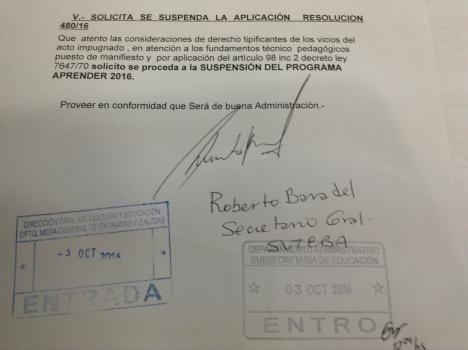 V.- SOLICITA SE SUSPENDA LA APLICACIÓN RESOLUCION
480/16
Que atento las consideraciones de derecho tipificantes de los vicios del
acto impugnado , en atención a los fundamentos técnico pedagógicos
puesto de manifiesto y por aplicación del artículo 98 inc 2 decreto ley
7647/70 solicito se proceda a la SUSPENSIÓN DEL PROGRAMA
APRENDER 2016.
Proveer en conformidad que Será de buena Administración.-
Roberto Baradel
Secretario Gral.
SUTEBA
DIRECCIÓN GRAL. DE CULTURA Y EDUCACIÓN
DPTO. MESA GENERAL DE ENTRADAS Y SALIDAS
OCT 2016
ENTRADA
DEPARTAMENTO ADMINISTRATIVO
SUBSECRETARÍA DE EDUCACIÓN
03 OCT 2016
ENTRO